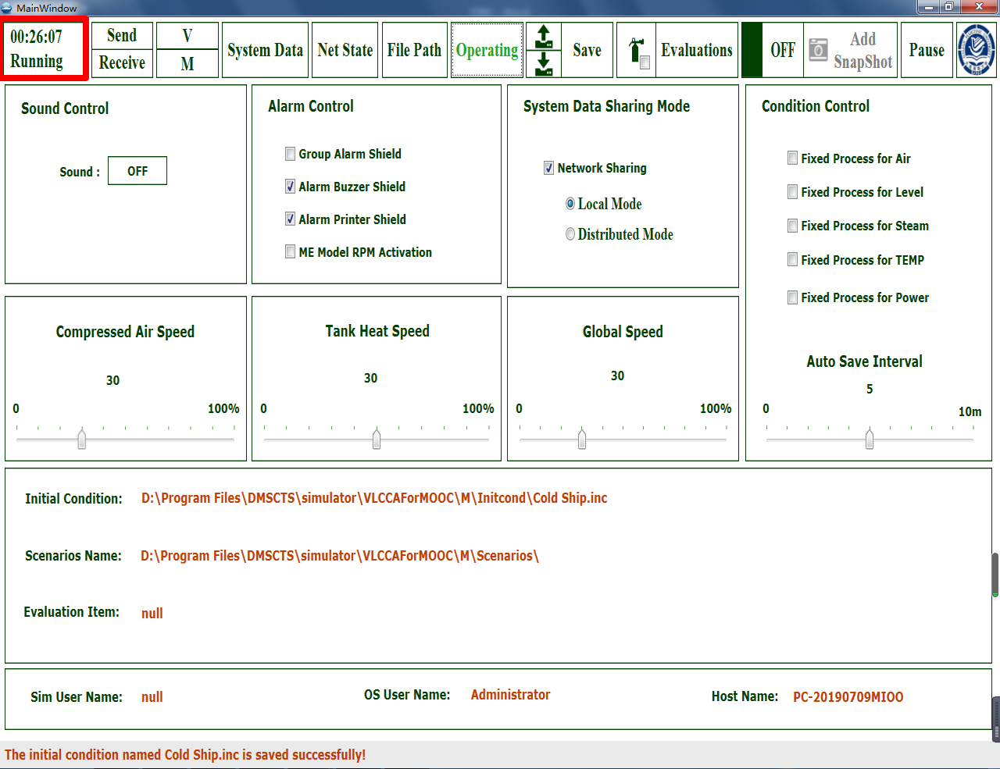 MainWindow
00:26:07
Running
Send
Receive
V
M
System Data
Net State
File Path
Operating
Save
Evaluations
OFF
Add
SnapShot
Pause
Sound Control
Sound :
OFF
Alarm Control
Group Alarm Shield
Alarm Buzzer Shield
Alarm Printer Shield
ME Model RPM Activation
System Data Sharing Mode
Network Sharing
Local Mode
Distributed Mode
Condition Control
Fixed Process for Air
Fixed Process for Level
Fixed Process for Steam
Fixed Process for TEMP
Fixed Process for Power
Auto Save Interval
5
0
10m
Compressed Air Speed
30
0
100%
Tank Heat Speed
30
0
100%
Global Speed
30
0
100%
Initial Condition:
D:\Program Files\DMSCTS\simulator\VLCCAForMOOC\M\Initcond\Cold Ship.inc
Scenarios Name:
D:\Program Files\DMSCTS\simulator\VLCCAForMOOC\M\Scenarios\
Evaluation Item:
null
Sim User Name:
null
OS User Name:
Administrator
Host Name:
PC-20190709MIOO
The initial condition named Cold Ship.inc is saved successfully!